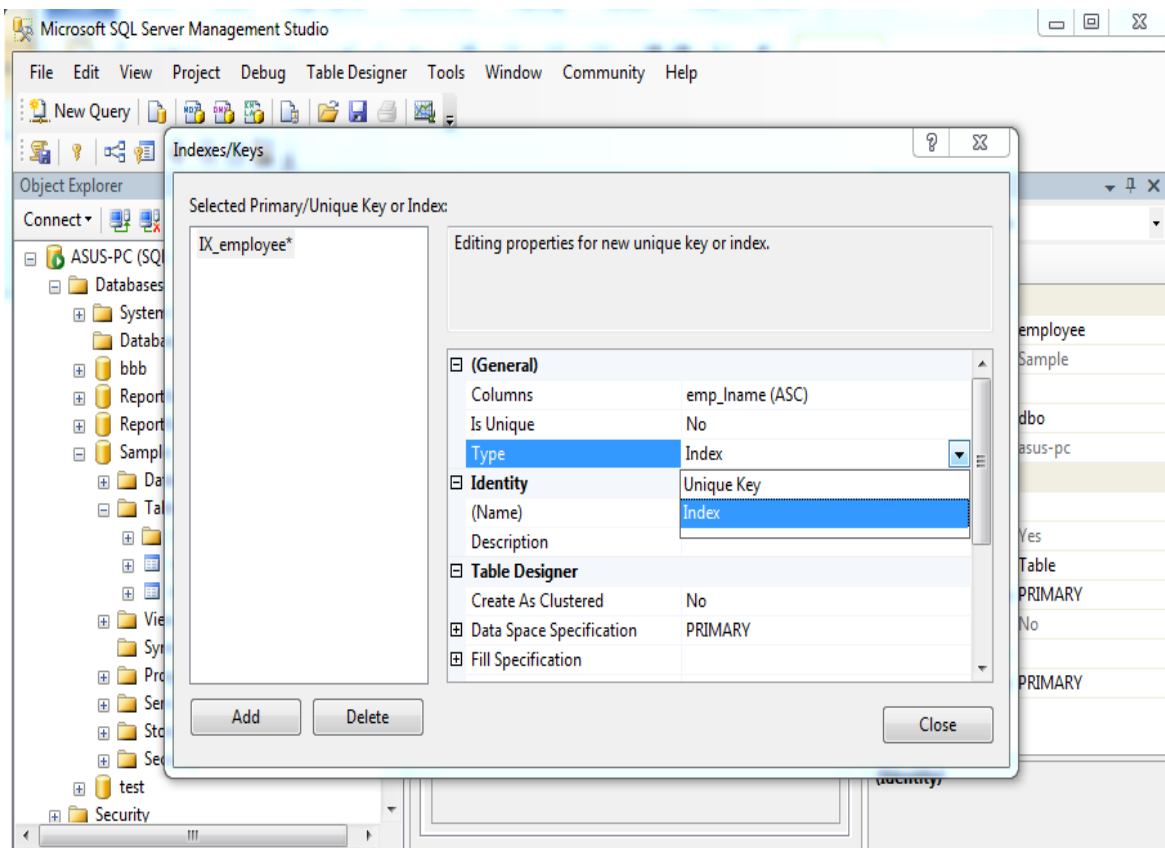 Microsoft SQL Server Management Studio
File Edit View Project Debug Table Designer Tools Window Community Help
New Query
Indexes/Keys
Object Explorer
Connect
Selected Primary/Unique Key or Index:
IX_employee*
Editing properties for new unique key or index.
ASUS-PC (SQL
Databases
System
Databa
bbb
Report
Report
Sampl
Da
Tab
Vie
Syn
Pro
Ser
Sto
Sec
test
Security
(General)
Columns emp_lname (ASC)
Is Unique No
Type Index
Unique Key
Index
Identity
(Name)
Description
Table Designer
Create As Clustered No
Data Space Specification PRIMARY
Fill Specification
Add Delete
Close
employee
Sample
dbo
asus-pc
Yes
Table
PRIMARY
No
PRIMARY
(Identity)